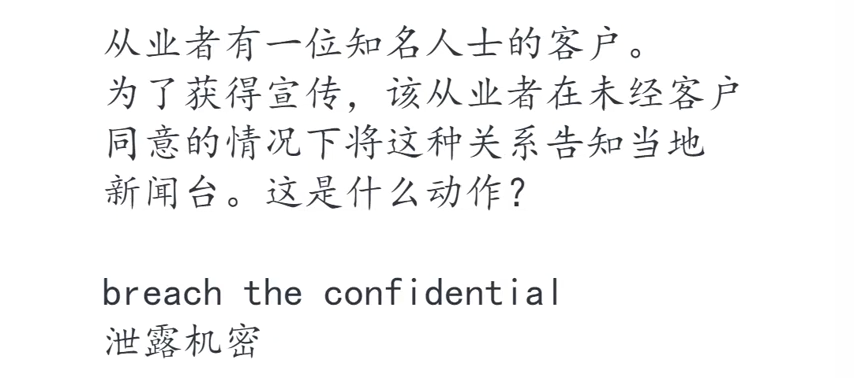 从业者有一位知名人士的客户。
为了获得宣传，该从业者在未经客户
同意的情况下将这种关系告知当地
新闻台。这是什么动作？
breach the confidential
泄露机密